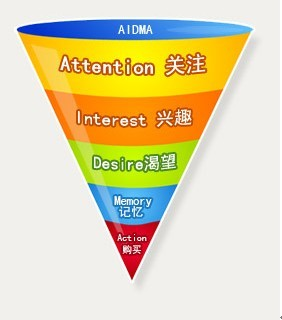 AIDMA
Attention 关注
Interest 兴趣
Desire渴望
Memory
记忆
Action
购买